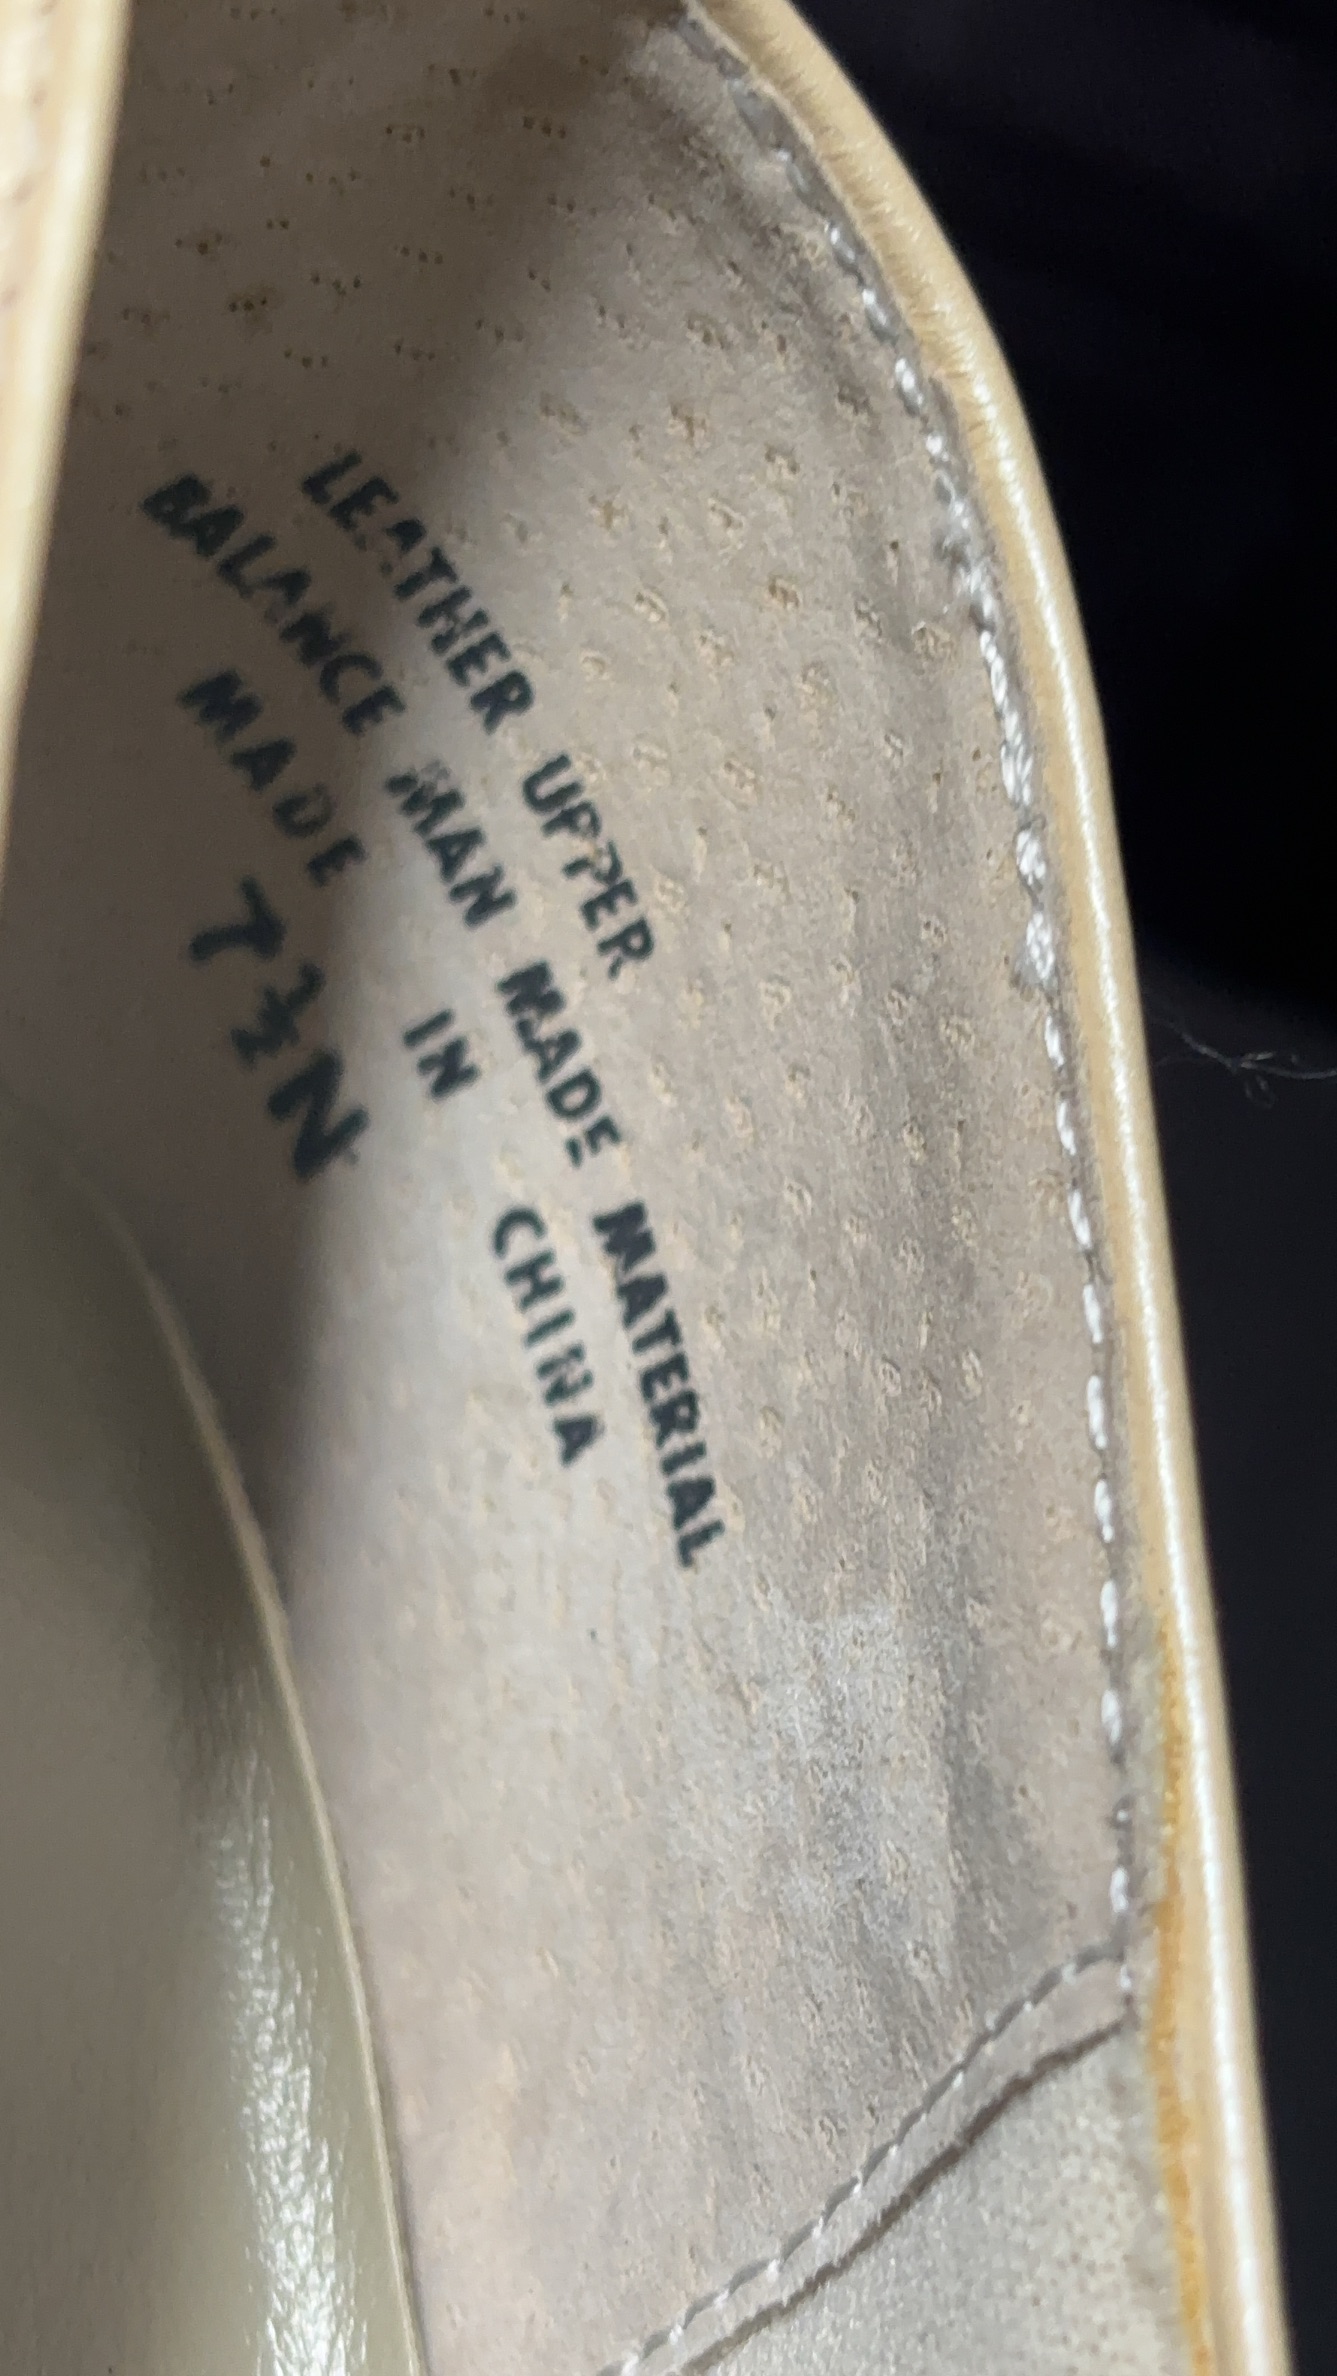 LEATHER UPPER
BALANCE MAN MADE MATERIAL
MADE IN CHINA
7½N